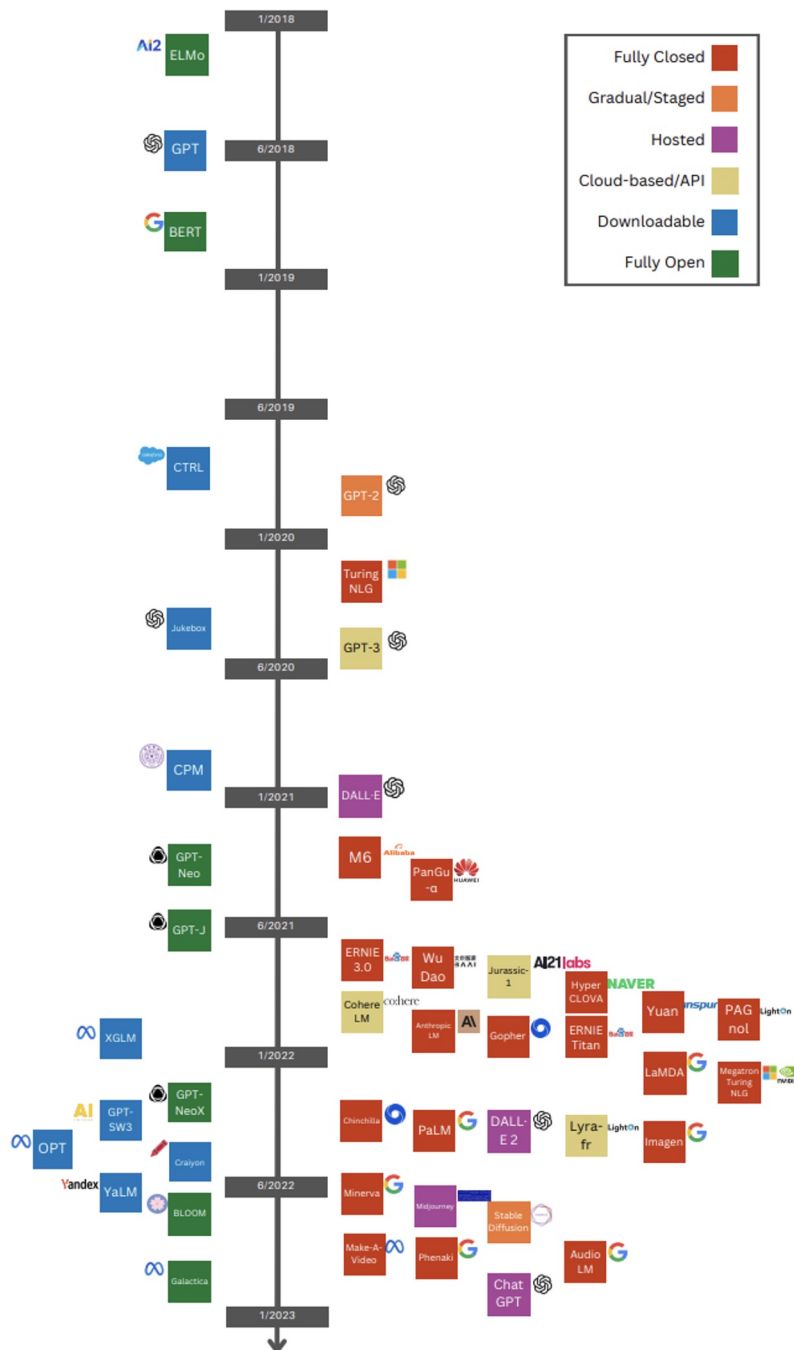 1/2018
Ai2
ELMo
Fully Closed
Gradual/Staged
Hosted
Cloud-based/API
Downloadable
Fully Open
GPT
6/2018
BERT
1/2019
6/2019
CTRL
GPT-2
1/2020
Turing
NLG
Jukebox
GPT-3
6/2020
CPM
DALL·E
1/2021
GPT-
Neo
M6
Alibaba
PanGu-
α
HUAWEI
GPT-J
6/2021
ERNIE
3.0
Wu
Dao
BAAI
Jurassic-
1
AI21labs
Hyper
CLOVA
NAVER
Yuan
inspur
PAG
nol
LightOn
Cohere
LM
co:here
Anthropic
LM
A\
Gopher
ERNIE
Titan
XGLM
1/2022
LaMDA
Megatron
Turing
NLG
GPT-
NeoX
AI
GPT-
SW3
Chinchilla
PaLM
DALL·
E 2
Lyra-
fr
LightOn
Imagen
OPT
Craiyon
Yandex
YaLM
BLOOM
6/2022
Minerva
Midjourney
Stable
Diffusion
Make-A-
Video
Phenaki
Audio
LM
Galactica
Chat
GPT
1/2023